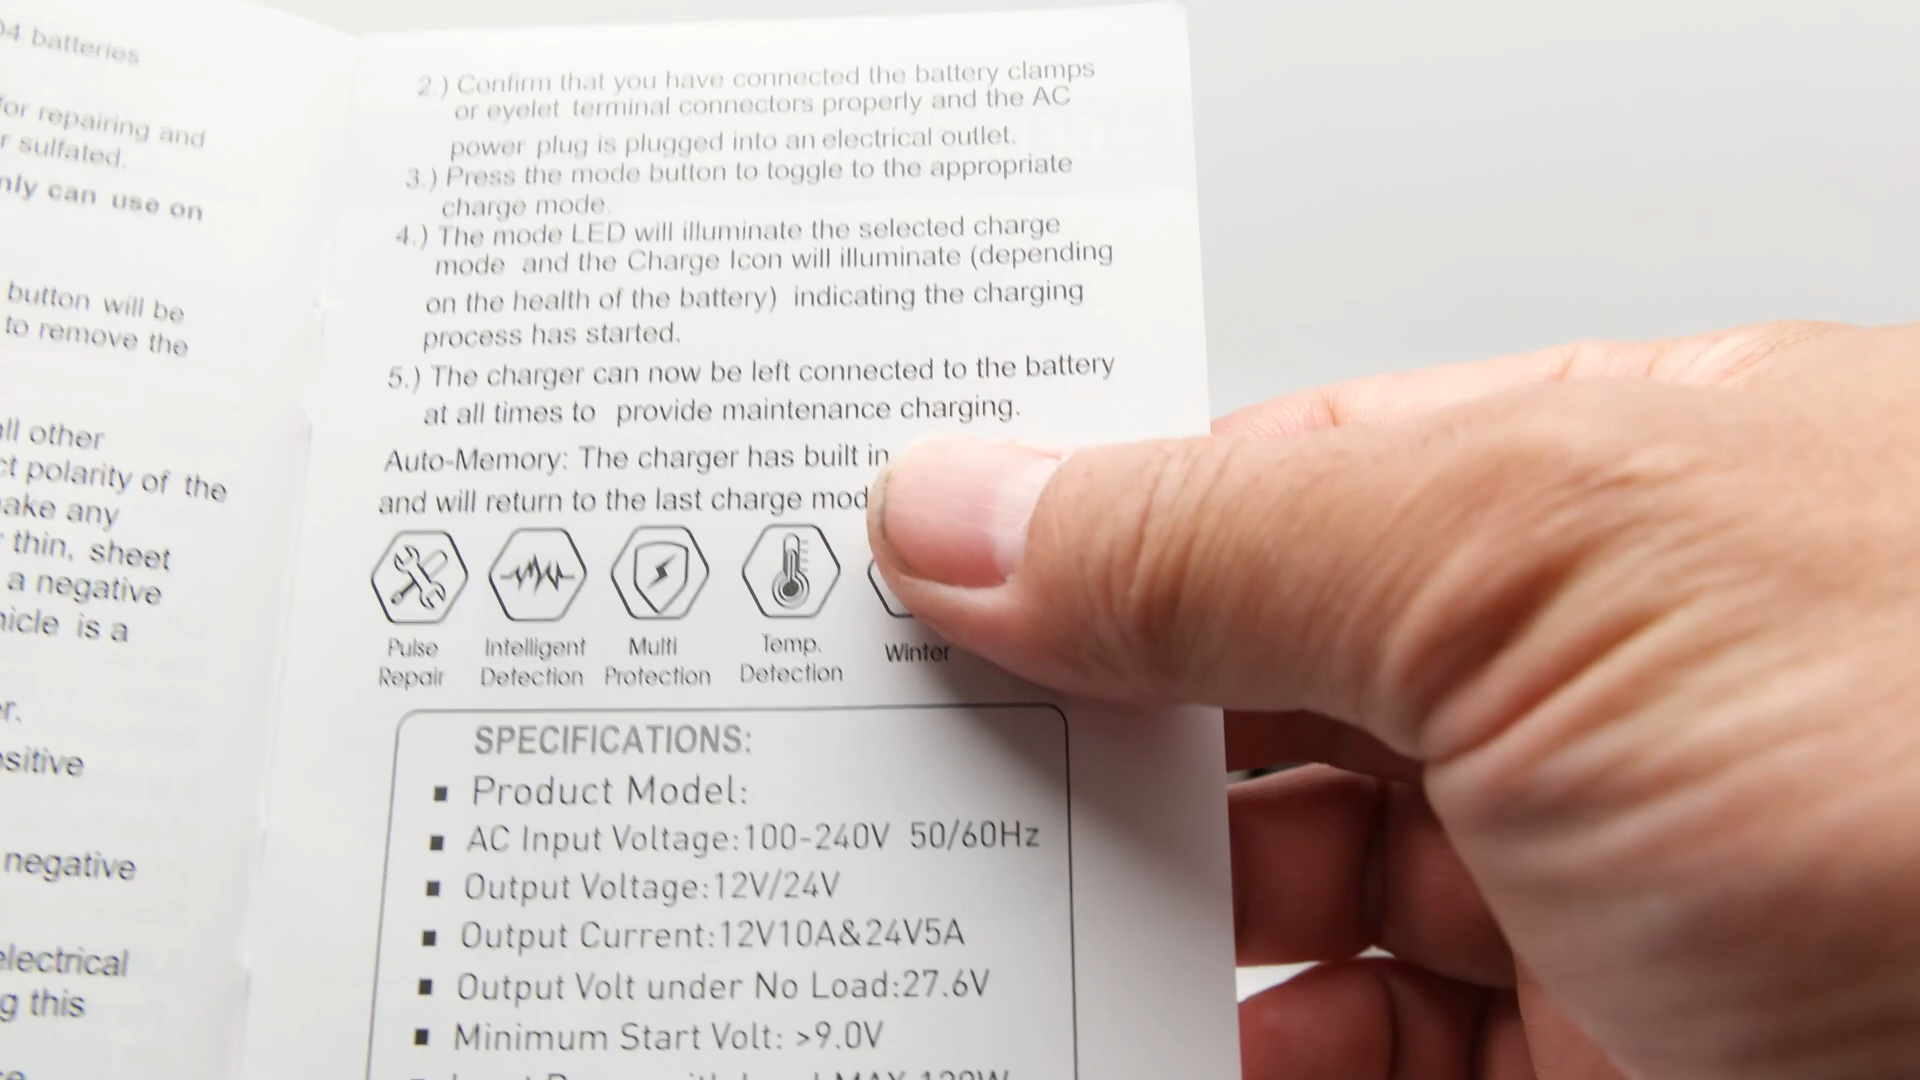 04 batteries
for repairing and
r sulfated.
only can use on
button will be
to remove the
all other
ct polarity of the
make any
thin, sheet
a negative
hicle is a
er.
ositive
negative
electrical
g this
2.) Confirm that you have connected the battery clamps
or eyelet terminal connectors properly and the AC
power plug is plugged into an electrical outlet.
3.) Press the mode button to toggle to the appropriate
charge mode.
4.) The mode LED will illuminate the selected charge
mode and the Charge Icon will illuminate (depending
on the health of the battery) indicating the charging
process has started.
5.) The charger can now be left connected to the battery
at all times to provide maintenance charging.
Auto-Memory: The charger has built in
and will return to the last charge mod
Pulse Repair
Intelligent Detection
Multi Protection
Temp. Detection
Winter
SPECIFICATIONS:
▪ Product Model:
▪ AC Input Voltage:100-240V 50/60Hz
▪ Output Voltage:12V/24V
▪ Output Current:12V10A&24V5A
▪ Output Volt under No Load:27.6V
▪ Minimum Start Volt: >9.0V